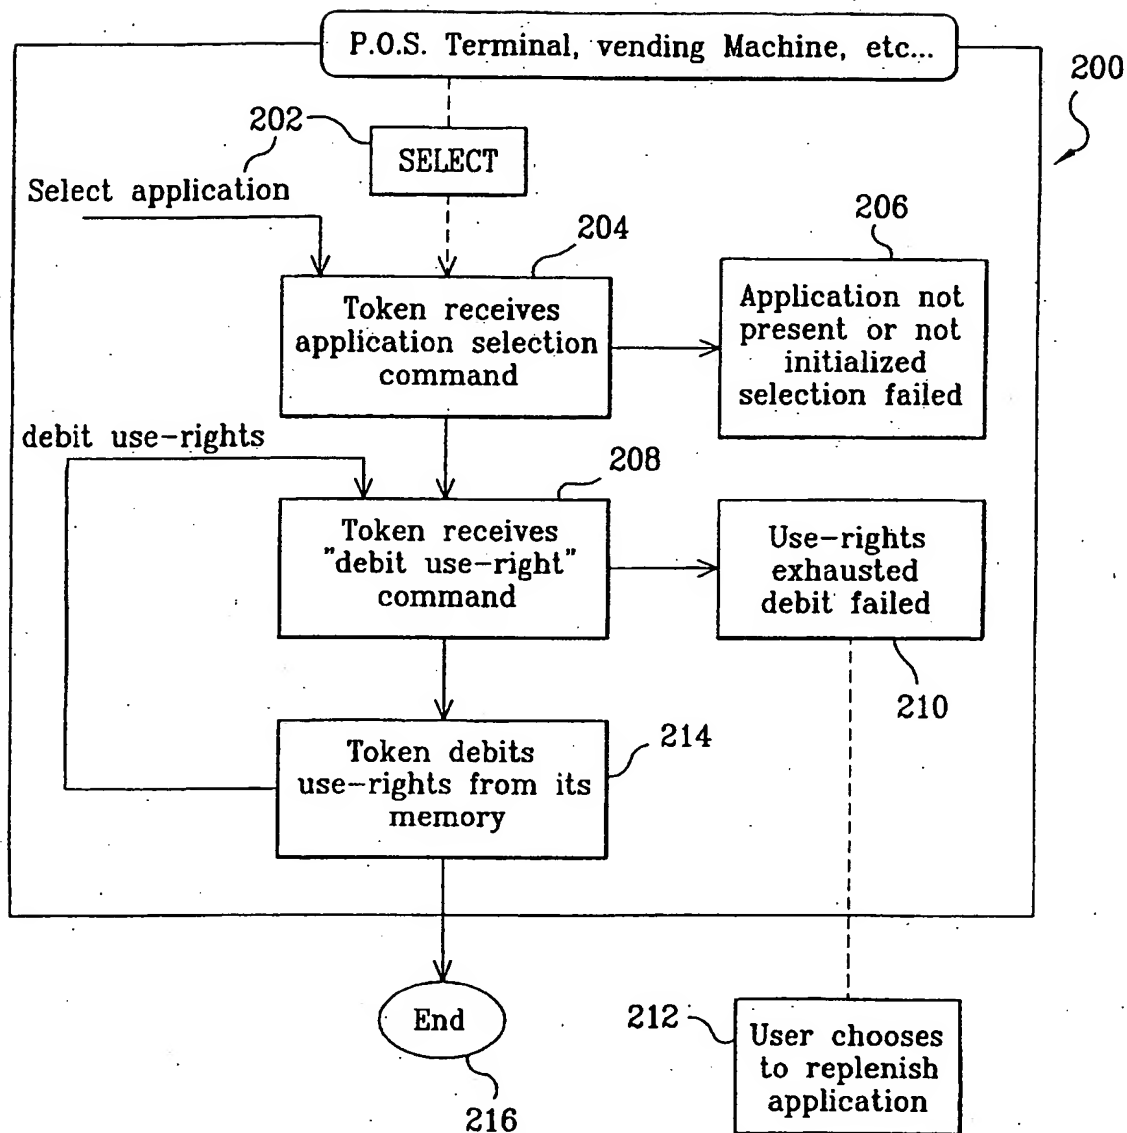 P.O.S. Terminal, vending Machine, etc...
200
202
SELECT
Select application
204
206
Token receives
application selection
command
Application not
present or not
initialized
selection failed
debit use-rights
208
Token receives
"debit use-right"
command
Use-rights
exhausted
debit failed
210
214
Token debits
use-rights from its
memory
End
216
212
User chooses
to replenish
application